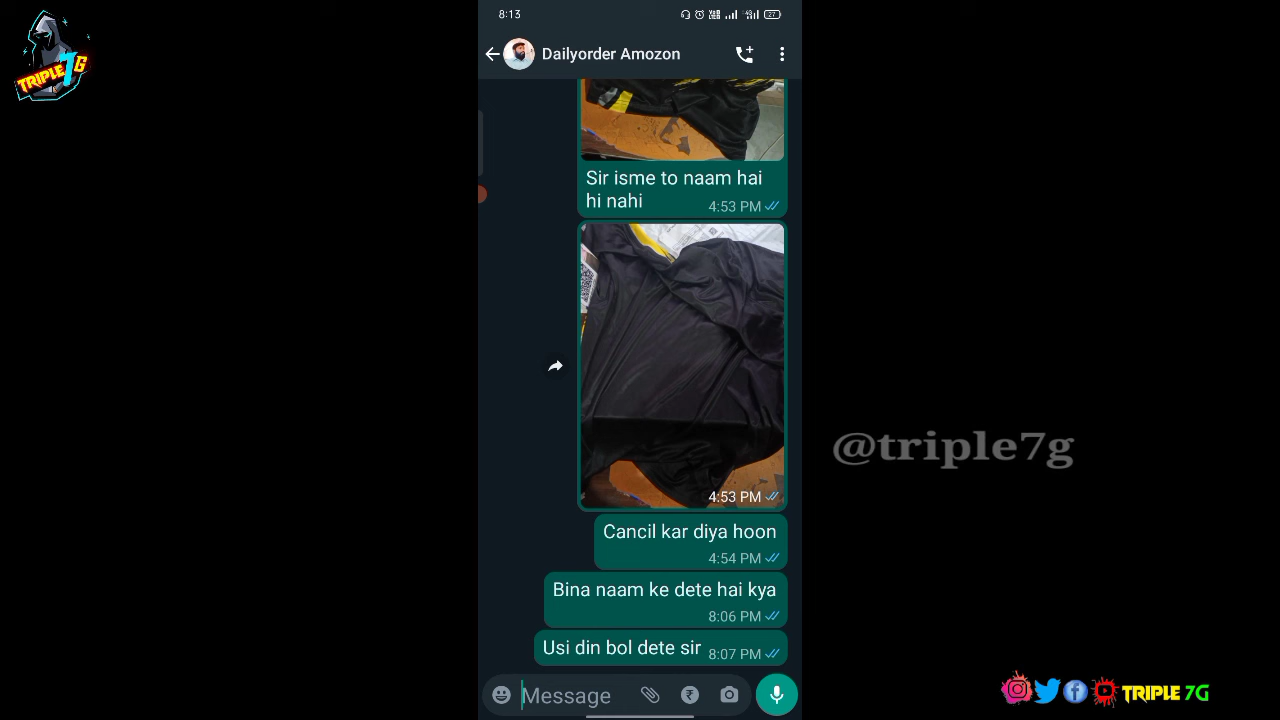 TRIPLE 7G
8:13
27
Dailyorder Amozon
Sir isme to naam hai
hi nahi
4:53 PM
4:53 PM
Cancil kar diya hoon
4:54 PM
Bina naam ke dete hai kya
8:06 PM
Usi din bol dete sir 8:07 PM
Message
@triple7g
TRIPLE 7G